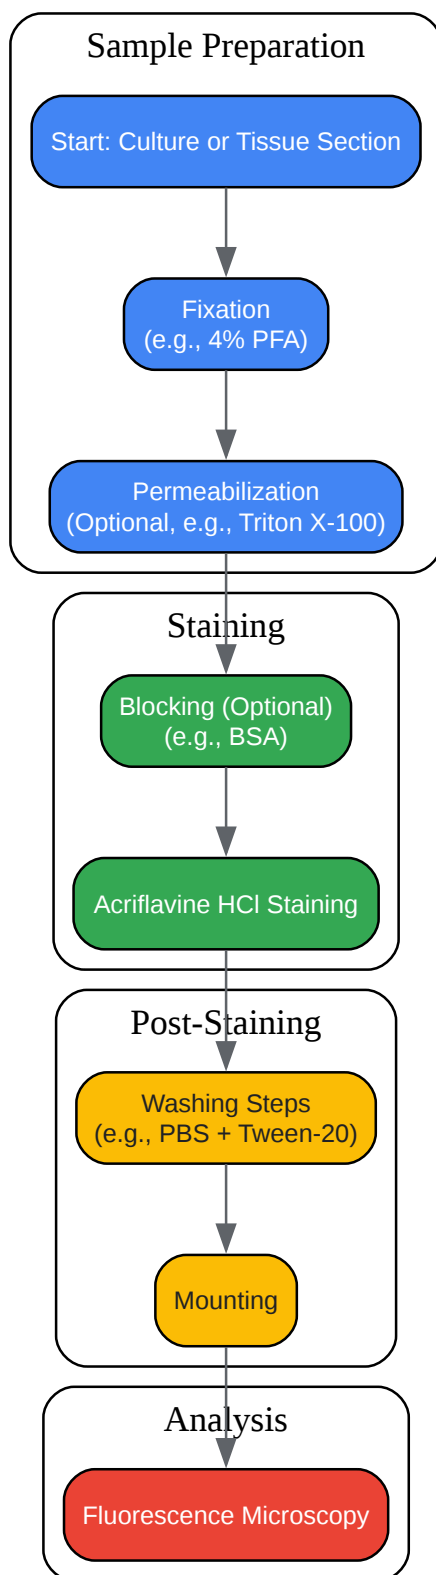 Sample Preparation
Start: Culture or Tissue Section
Fixation
(e.g., 4% PFA)
Permeabilization
(Optional, e.g., Triton X-100)
Staining
Blocking (Optional)
(e.g., BSA)
Acriflavine HCl Staining
Post-Staining
Washing Steps
(e.g., PBS + Tween-20)
Mounting
Analysis
Fluorescence Microscopy